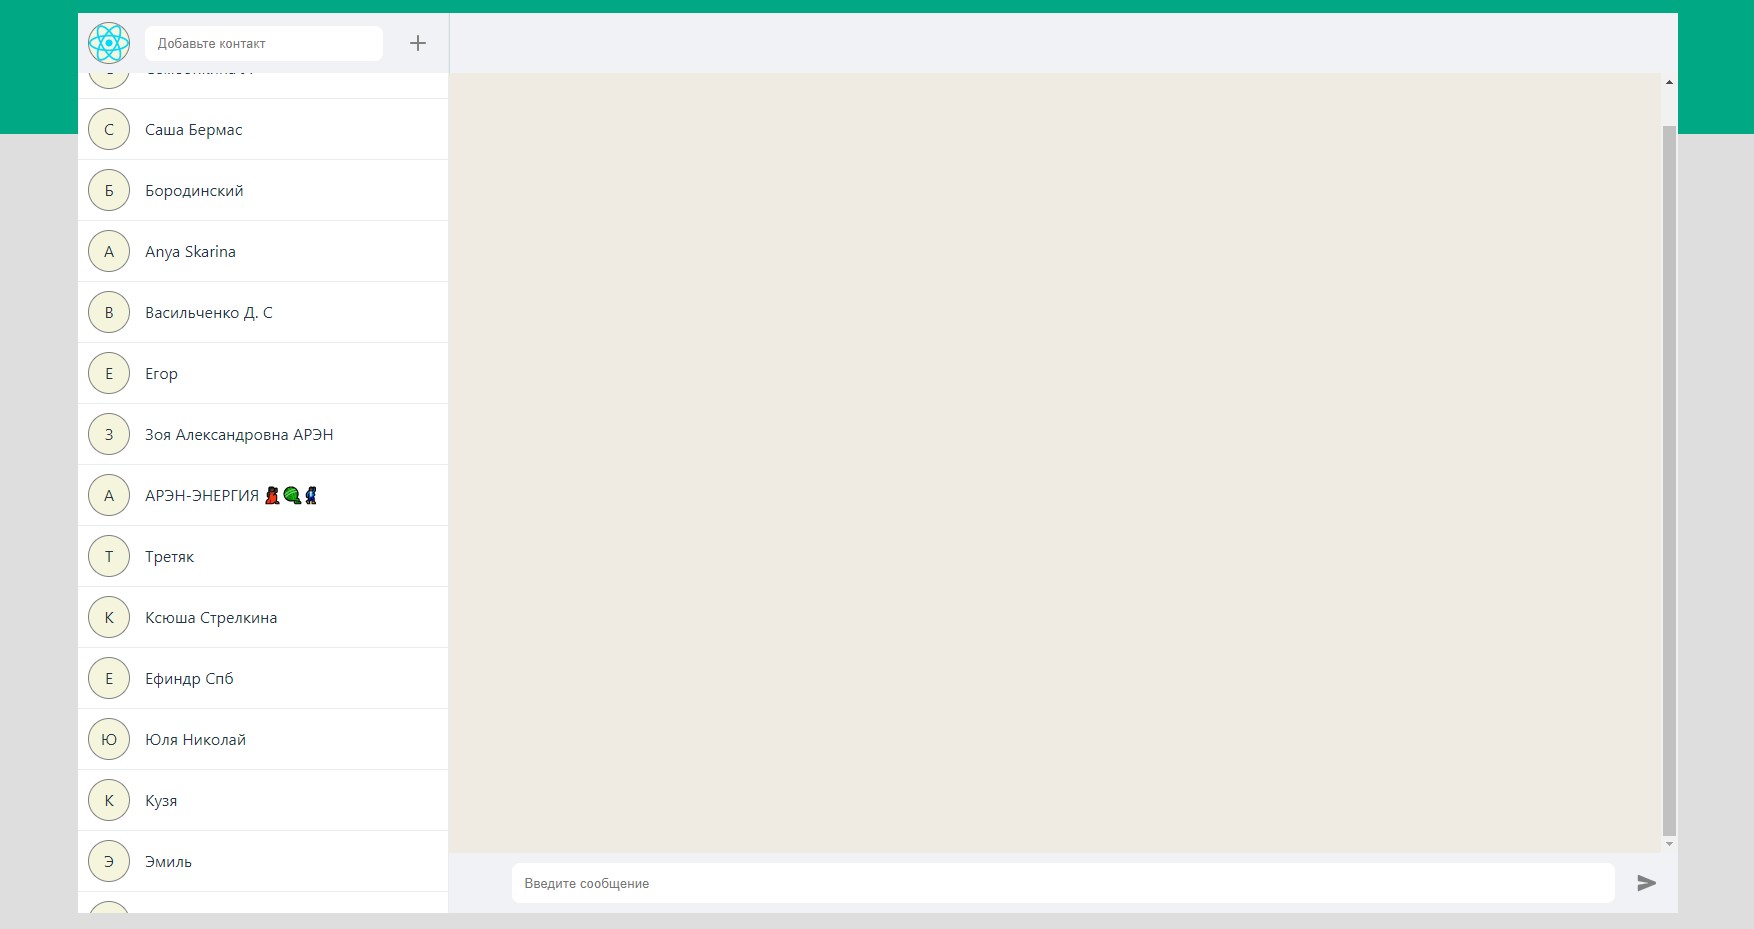 Добавьте контакт
С
Саша Бермас
Б
Бородинский
A
Anya Skarina
В
Васильченко Д. С
Е
Егор
З
Зоя Александровна АРЭН
А
АРЭН-ЭНЕРГИЯ
Т
Третяк
К
Ксюша Стрелкина
Е
Ефиндр Спб
Ю
Юля Николай
К
Кузя
Э
Эмиль
Введите сообщение